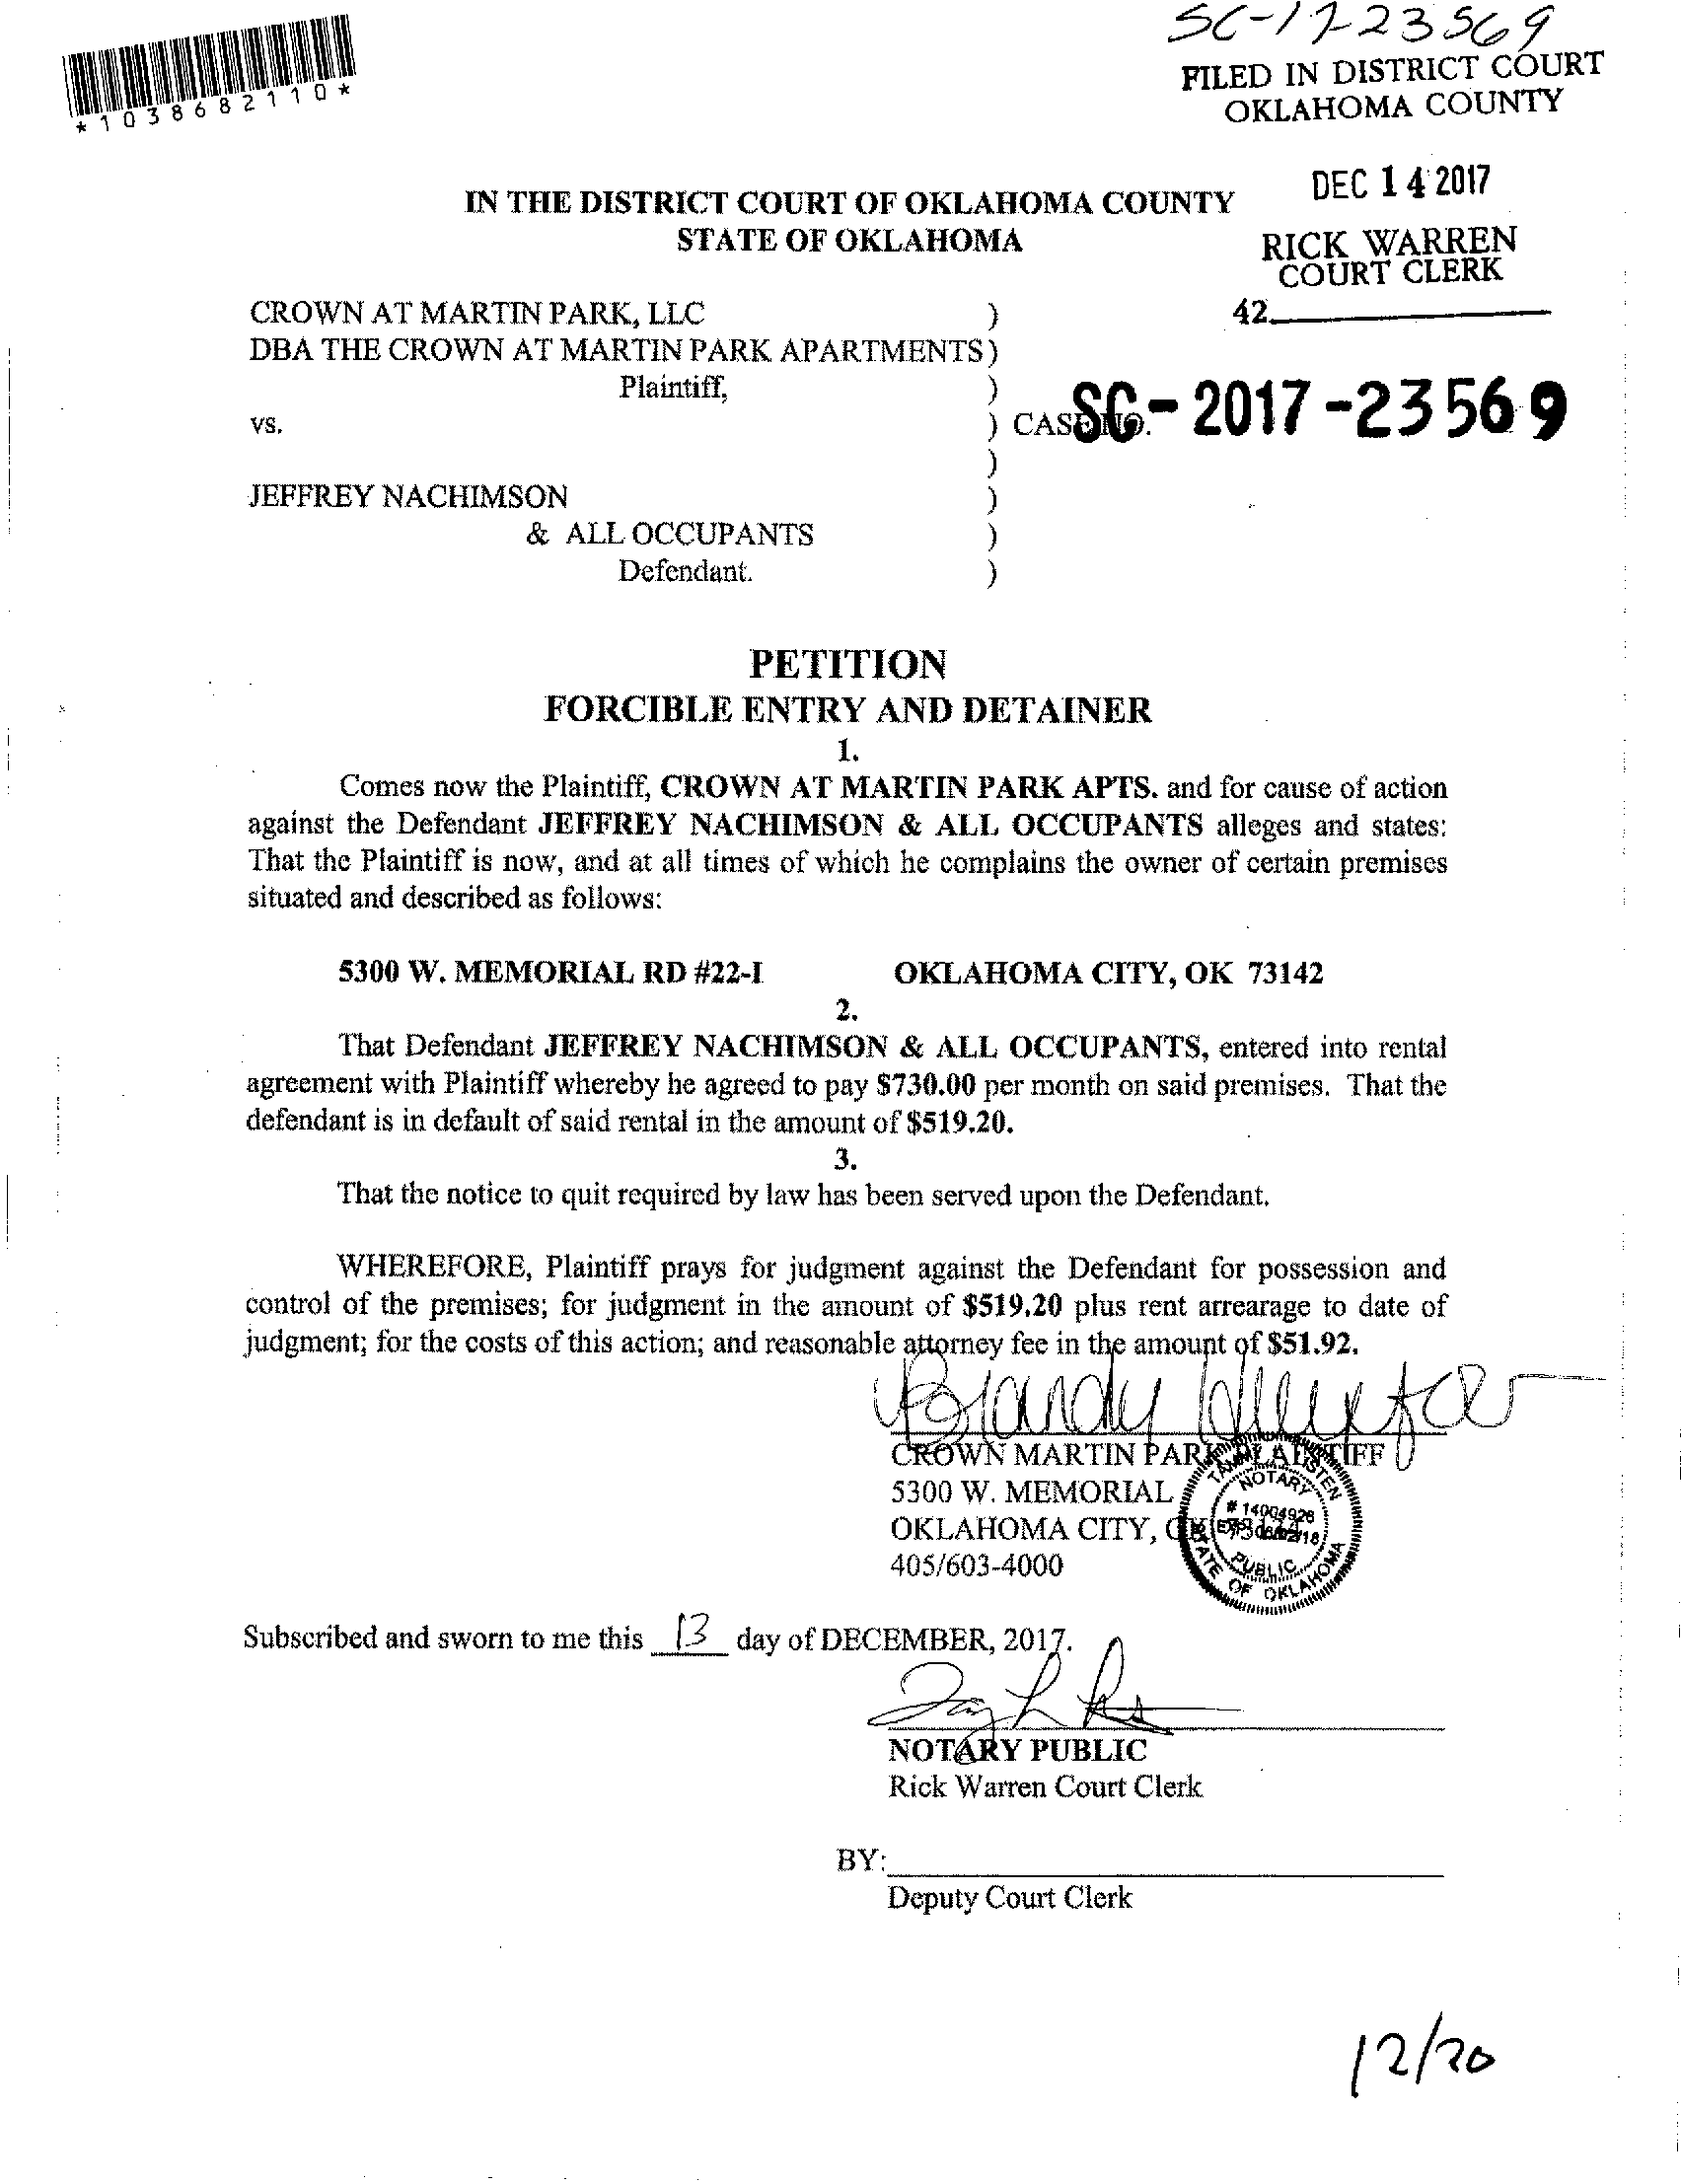 SC-17-23569
*1038682110*
FILED IN DISTRICT COURT
OKLAHOMA COUNTY
DEC 14 2017
RICK WARREN
COURT CLERK
42
IN THE DISTRICT COURT OF OKLAHOMA COUNTY
STATE OF OKLAHOMA
CROWN AT MARTIN PARK, LLC )
DBA THE CROWN AT MARTIN PARK APARTMENTS )
Plaintiff, )
vs. ) CASE NO. SC-2017-23569
)
JEFFREY NACHIMSON )
& ALL OCCUPANTS )
Defendant. )
PETITION
FORCIBLE ENTRY AND DETAINER
1.
Comes now the Plaintiff, CROWN AT MARTIN PARK APTS. and for cause of action
against the Defendant JEFFREY NACHIMSON & ALL OCCUPANTS alleges and states:
That the Plaintiff is now, and at all times of which he complains the owner of certain premises
situated and described as follows:
5300 W. MEMORIAL RD #22-I OKLAHOMA CITY, OK 73142
2.
That Defendant JEFFREY NACHIMSON & ALL OCCUPANTS, entered into rental
agreement with Plaintiff whereby he agreed to pay $730.00 per month on said premises. That the
defendant is in default of said rental in the amount of $519.20.
3.
That the notice to quit required by law has been served upon the Defendant.
WHEREFORE, Plaintiff prays for judgment against the Defendant for possession and
control of the premises; for judgment in the amount of $519.20 plus rent arrearage to date of
judgment; for the costs of this action; and reasonable attorney fee in the amount of $51.92.
Brandy
CROWN MARTIN PARK PLAINTIFF
5300 W. MEMORIAL
OKLAHOMA CITY, OK
405/603-4000
NOTARY
# 14004926
PUBLIC
STATE OF OKLAHOMA
Subscribed and sworn to me this 13 day of DECEMBER, 2017.
NOTARY PUBLIC
Rick Warren Court Clerk
BY:
Deputy Court Clerk
12/20